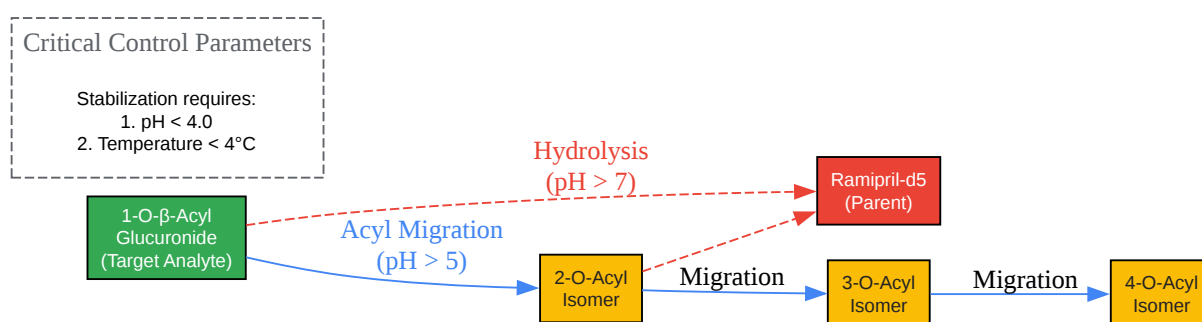 Critical Control Parameters
Stabilization requires:
1. pH < 4.0
2. Temperature < 4°C
Hydrolysis
(pH > 7)
Ramipril-d5
(Parent)
1-O-β-Acyl
Glucuronide
(Target Analyte)
Acyl Migration
(pH > 5)
2-O-Acyl
Isomer
Migration
3-O-Acyl
Isomer
Migration
4-O-Acyl
Isomer